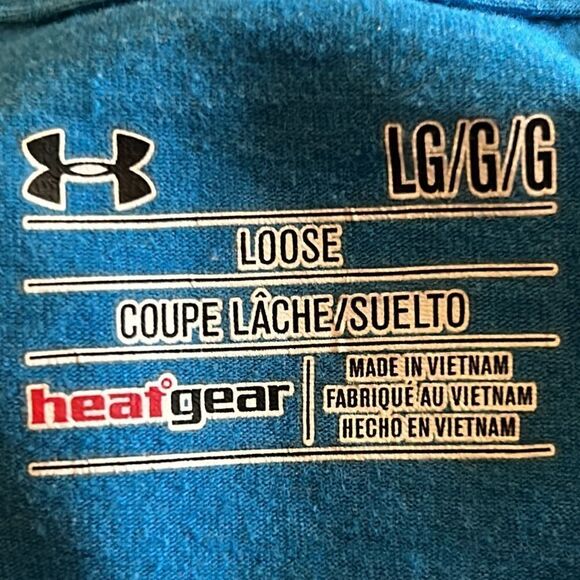 LG/G/G
LOOSE
COUPE LÂCHE/SUELTO
heatgear
MADE IN VIETNAM
FABRIQUÉ AU VIETNAM
HECHO EN VIETNAM